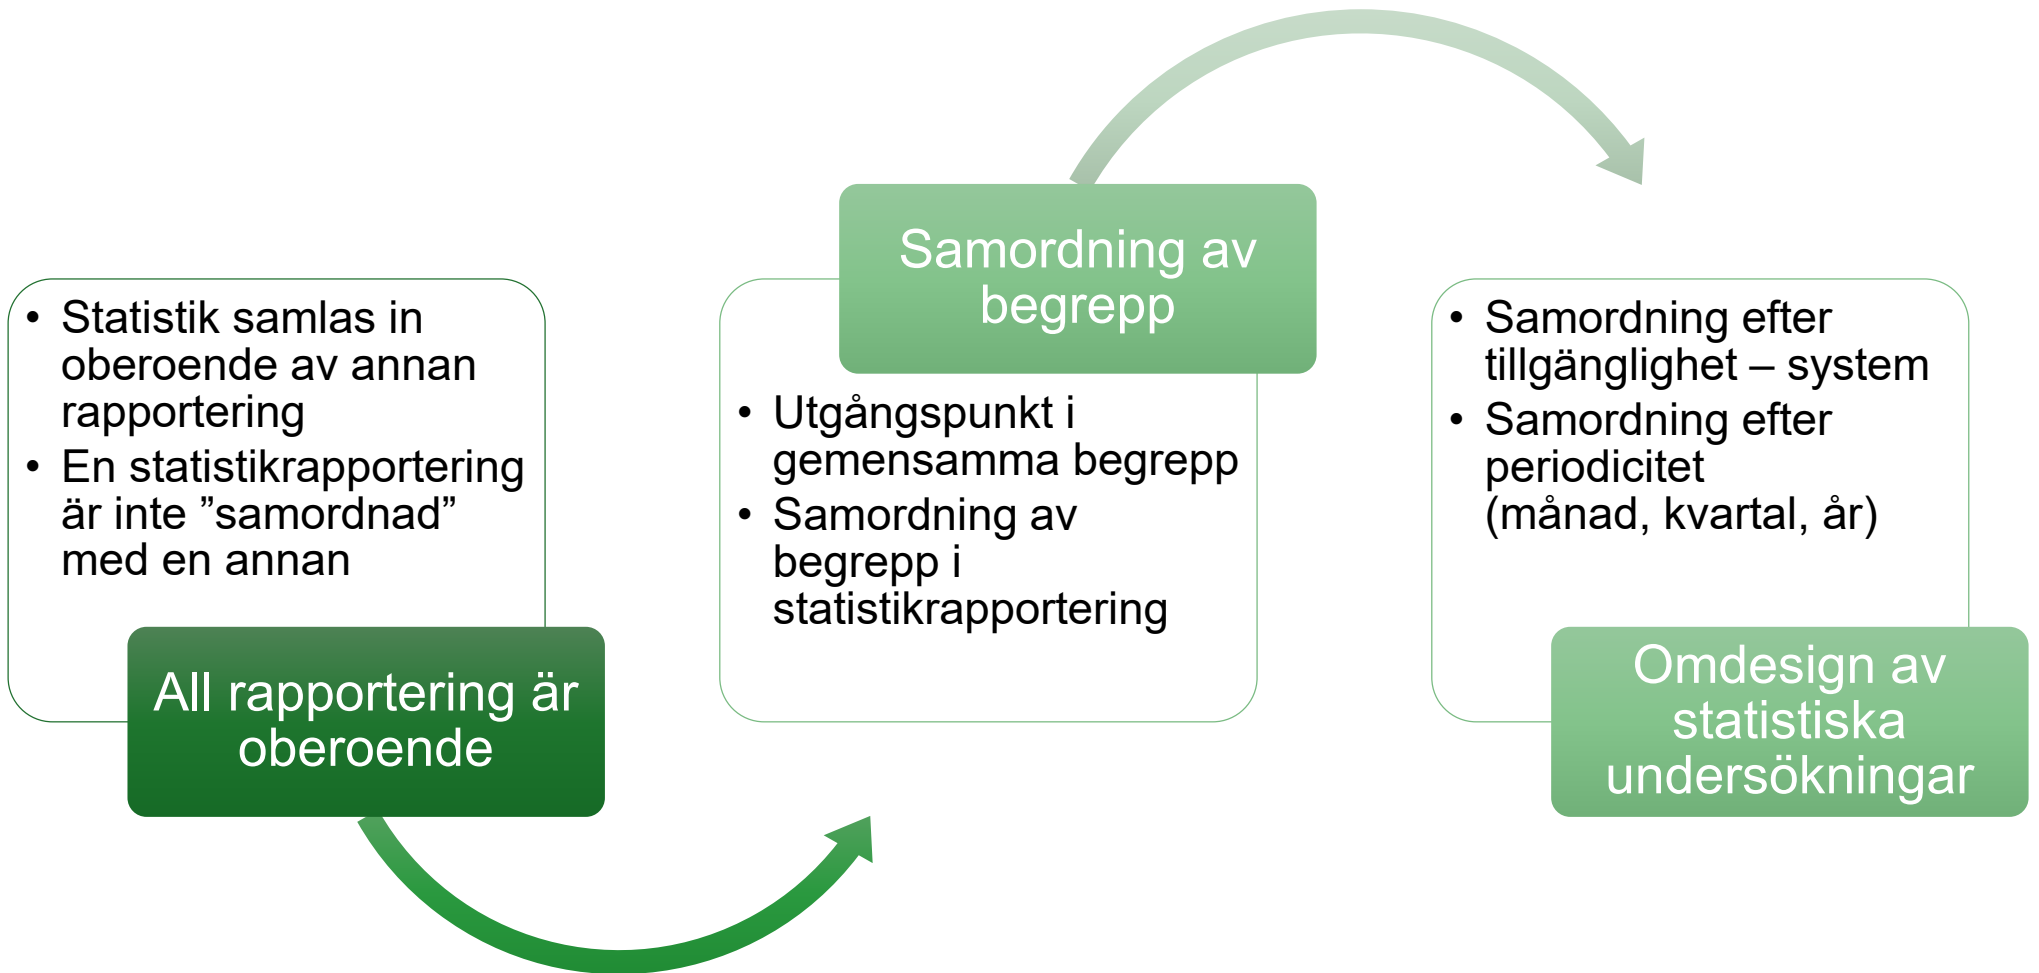 • Statistik samlas in
oberoende av annan
rapportering
• En statistikrapportering
är inte ”samordnad”
med en annan
All rapportering är
oberoende
Samordning av
begrepp
• Utgångspunkt i
gemensamma begrepp
• Samordning av
begrepp i
statistikrapportering
• Samordning efter
tillgänglighet – system
• Samordning efter
periodicitet
(månad, kvartal, år)
Omdesign av
statistiska
undersökningar